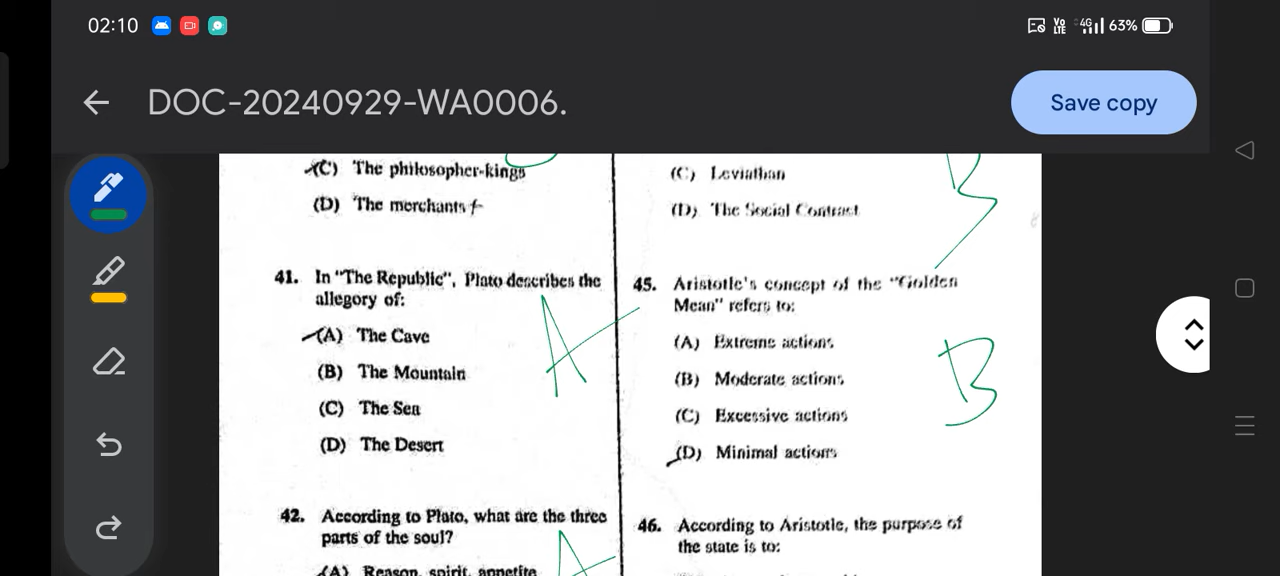 02:10
Vo LTE 4G 63%
DOC-20240929-WA0006.
Save copy
(C) The philosopher-kings
(D) The merchants
41. In "The Republic", Plato describes the
allegory of:
(A) The Cave
(B) The Mountain
(C) The Sea
(D) The Desert
A
42. According to Plato, what are the three
parts of the soul?
(A) Reason, spirit, appetite
A
(C) Leviathan
(D) The Social Contract
B
45. Aristotle's concept of the "Golden
Mean" refers to:
(A) Extreme actions
(B) Moderate actions
(C) Excessive actions
(D) Minimal actions
B
46. According to Aristotle, the purpose of
the state is to: